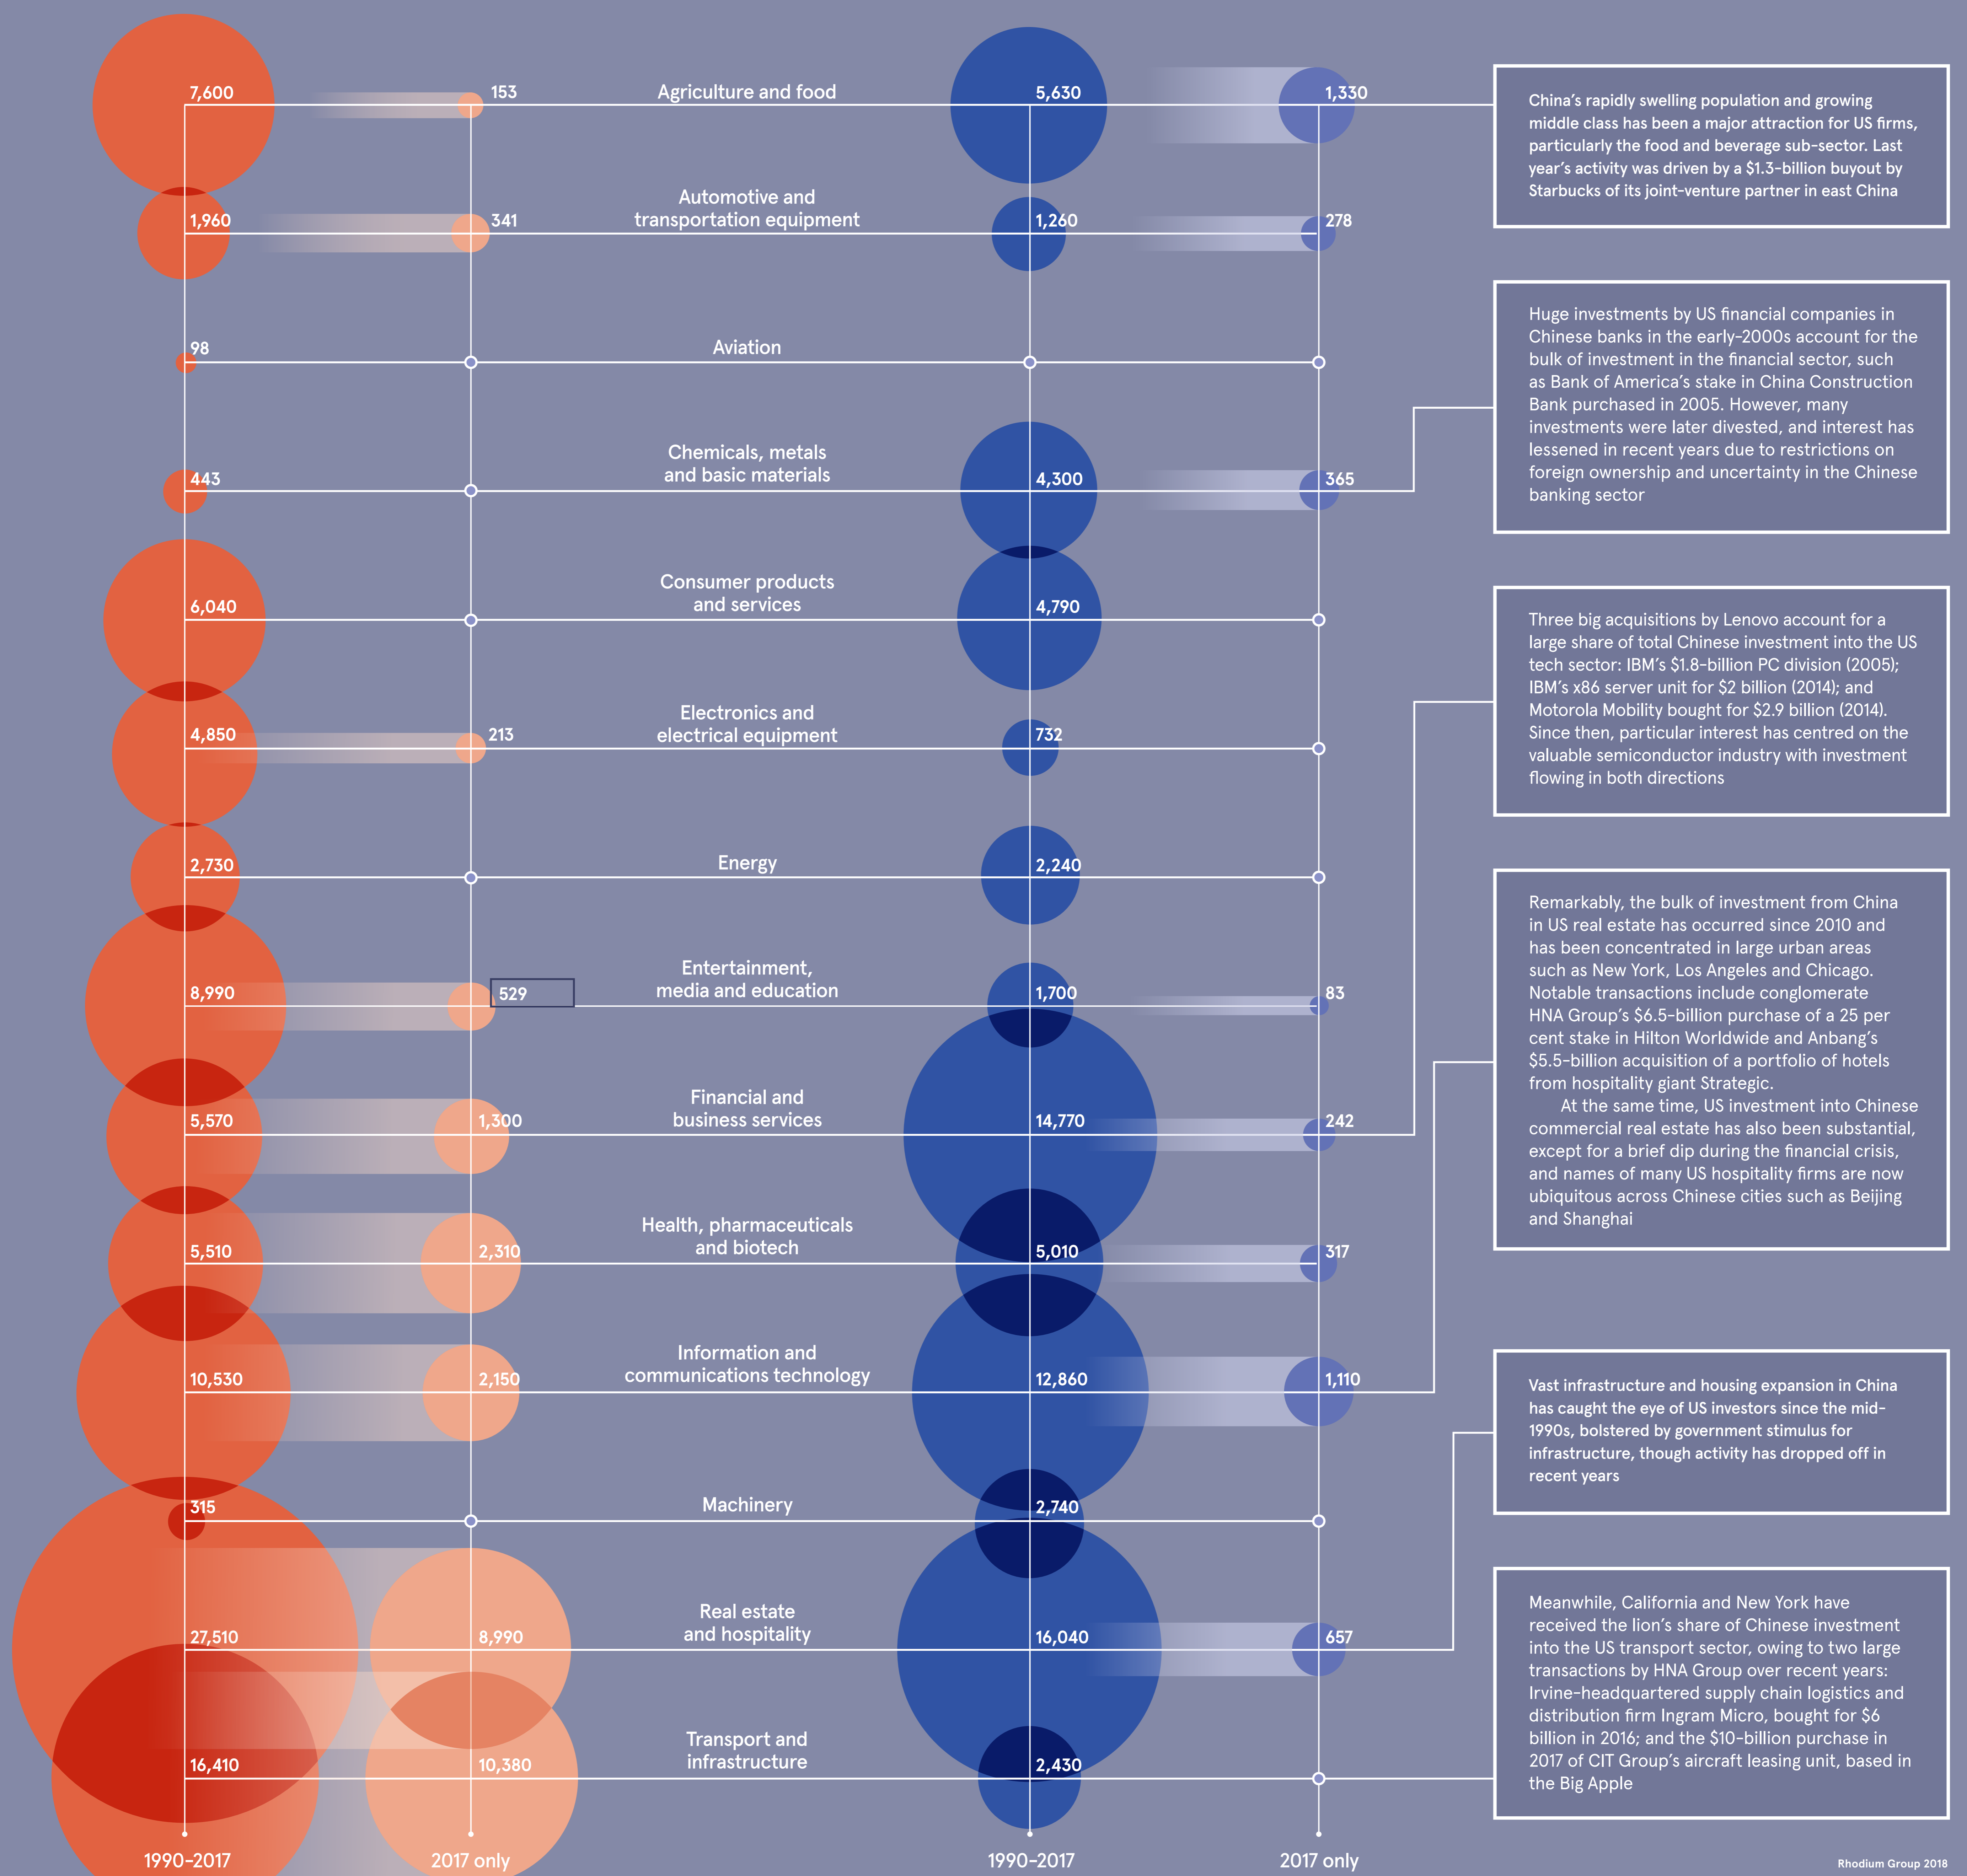 7,600
153
Agriculture and food
5,630
1,330
China's rapidly swelling population and growing
middle class has been a major attraction for US firms,
particularly the food and beverage sub-sector. Last
year's activity was driven by a $1.3-billion buyout by
Starbucks of its joint-venture partner in east China
1,960
341
Automotive and
transportation equipment
1,260
278
98
Aviation
Huge investments by US financial companies in
Chinese banks in the early-2000s account for the
bulk of investment in the financial sector, such
as Bank of America's stake in China Construction
Bank purchased in 2005. However, many
investments were later divested, and interest has
lessened in recent years due to restrictions on
foreign ownership and uncertainty in the Chinese
banking sector
443
Chemicals, metals
and basic materials
4,300
365
6,040
Consumer products
and services
4,790
Three big acquisitions by Lenovo account for a
large share of total Chinese investment into the US
tech sector: IBM's $1.8-billion PC division (2005);
IBM's x86 server unit for $2 billion (2014); and
Motorola Mobility bought for $2.9 billion (2014).
Since then, particular interest has centred on the
valuable semiconductor industry with investment
flowing in both directions
4,850
213
Electronics and
electrical equipment
732
2,730
Energy
2,240
8,990
529
Entertainment,
media and education
1,700
83
Remarkably, the bulk of investment from China
in US real estate has occurred since 2010 and
has been concentrated in large urban areas
such as New York, Los Angeles and Chicago.
Notable transactions include conglomerate
HNA Group's $6.5-billion purchase of a 25 per
cent stake in Hilton Worldwide and Anbang's
$5.5-billion acquisition of a portfolio of hotels
from hospitality giant Strategic.
At the same time, US investment into Chinese
commercial real estate has also been substantial,
except for a brief dip during the financial crisis,
and names of many US hospitality firms are now
ubiquitous across Chinese cities such as Beijing
and Shanghai
5,570
1,300
Financial and
business services
14,770
242
5,510
2,310
Health, pharmaceuticals
and biotech
5,010
317
10,530
2,150
Information and
communications technology
12,860
1,110
Vast infrastructure and housing expansion in China
has caught the eye of US investors since the mid-
1990s, bolstered by government stimulus for
infrastructure, though activity has dropped off in
recent years
315
Machinery
2,740
27,510
8,990
Real estate
and hospitality
16,040
657
Meanwhile, California and New York have
received the lion's share of Chinese investment
into the US transport sector, owing to two large
transactions by HNA Group over recent years:
Irvine-headquartered supply chain logistics and
distribution firm Ingram Micro, bought for $6
billion in 2016; and the $10-billion purchase in
2017 of CIT Group's aircraft leasing unit, based in
the Big Apple
16,410
10,380
Transport and
infrastructure
2,430
1990-2017
2017 only
1990-2017
2017 only
Rhodium Group 2018